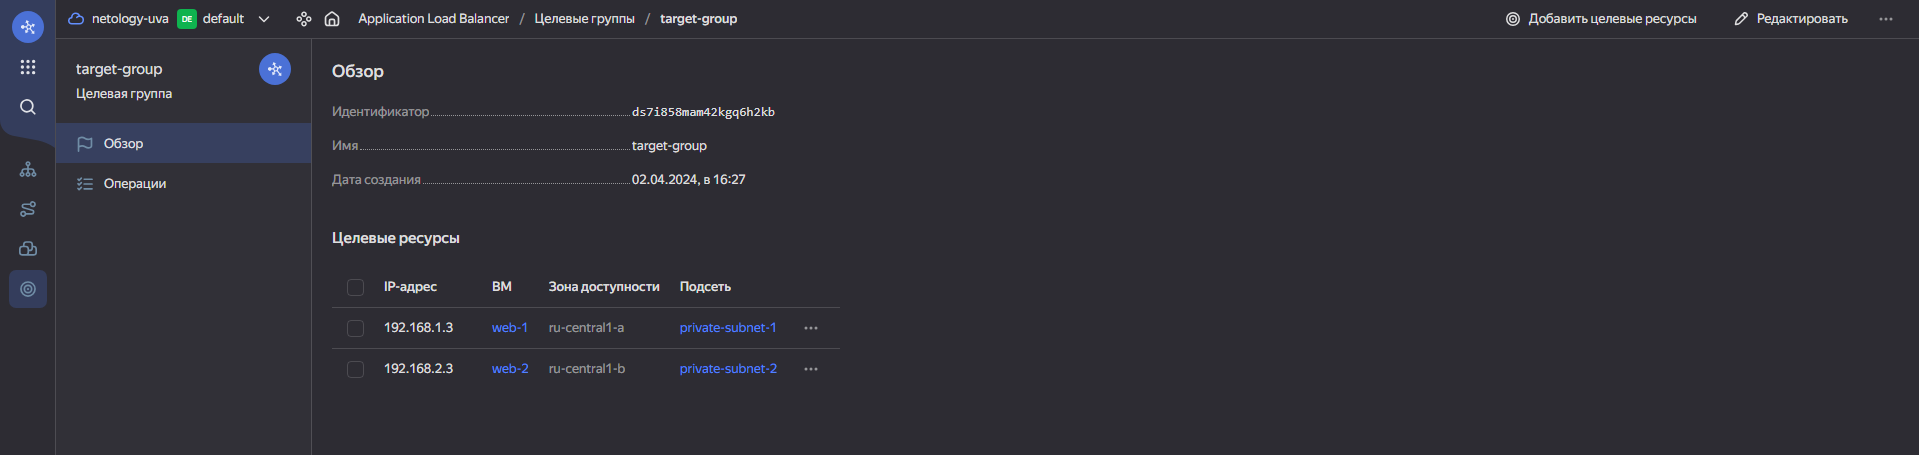 netology-uva DE default Application Load Balancer / Целевые группы / target-group Добавить целевые ресурсы Редактировать
target-group
Целевая группа
Обзор
Операции
Обзор
Идентификатор ds7i858mam42kgq6h2kb
Имя target-group
Дата создания 02.04.2024, в 16:27
Целевые ресурсы
IP-адрес ВМ Зона доступности Подсеть
192.168.1.3 web-1 ru-central1-a private-subnet-1
192.168.2.3 web-2 ru-central1-b private-subnet-2